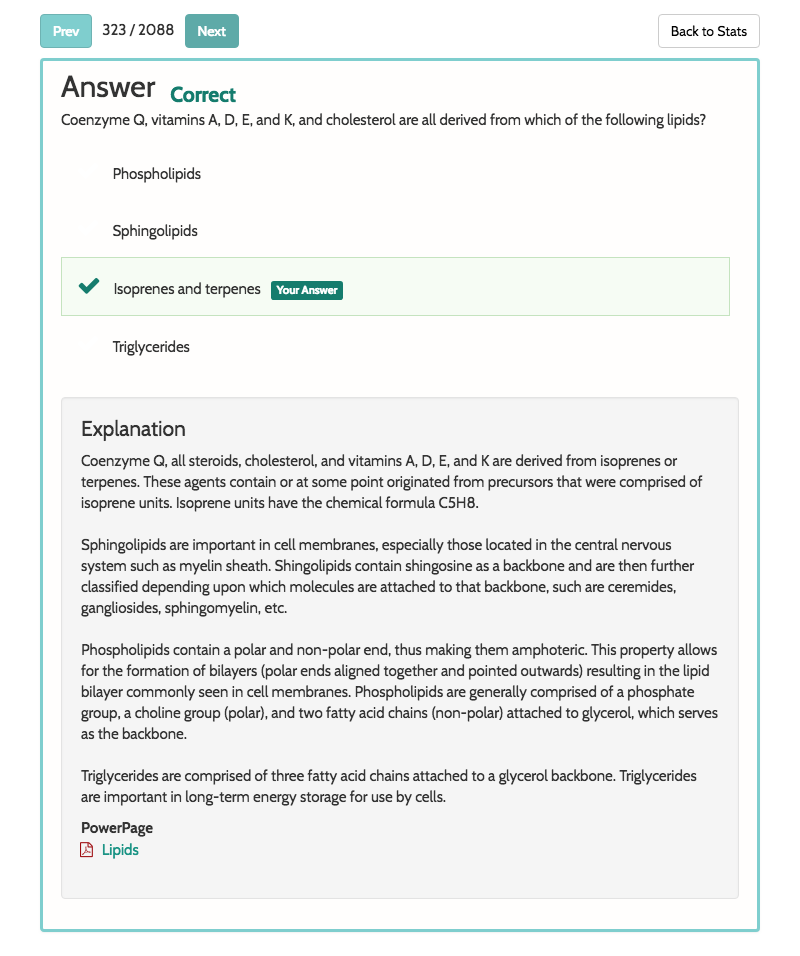 Prev 323 / 2088 Next Back to Stats
Answer Correct
Coenzyme Q, vitamins A, D, E, and K, and cholesterol are all derived from which of the following lipids?
Phospholipids
Sphingolipids
Isoprenes and terpenes Your Answer
Triglycerides
Explanation
Coenzyme Q, all steroids, cholesterol, and vitamins A, D, E, and K are derived from isoprenes or
terpenes. These agents contain or at some point originated from precursors that were comprised of
isoprene units. Isoprene units have the chemical formula C5H8.
Sphingolipids are important in cell membranes, especially those located in the central nervous
system such as myelin sheath. Shingolipids contain shingosine as a backbone and are then further
classified depending upon which molecules are attached to that backbone, such are ceremides,
gangliosides, sphingomyelin, etc.
Phospholipids contain a polar and non-polar end, thus making them amphoteric. This property allows
for the formation of bilayers (polar ends aligned together and pointed outwards) resulting in the lipid
bilayer commonly seen in cell membranes. Phospholipids are generally comprised of a phosphate
group, a choline group (polar), and two fatty acid chains (non-polar) attached to glycerol, which serves
as the backbone.
Triglycerides are comprised of three fatty acid chains attached to a glycerol backbone. Triglycerides
are important in long-term energy storage for use by cells.
PowerPage
Lipids